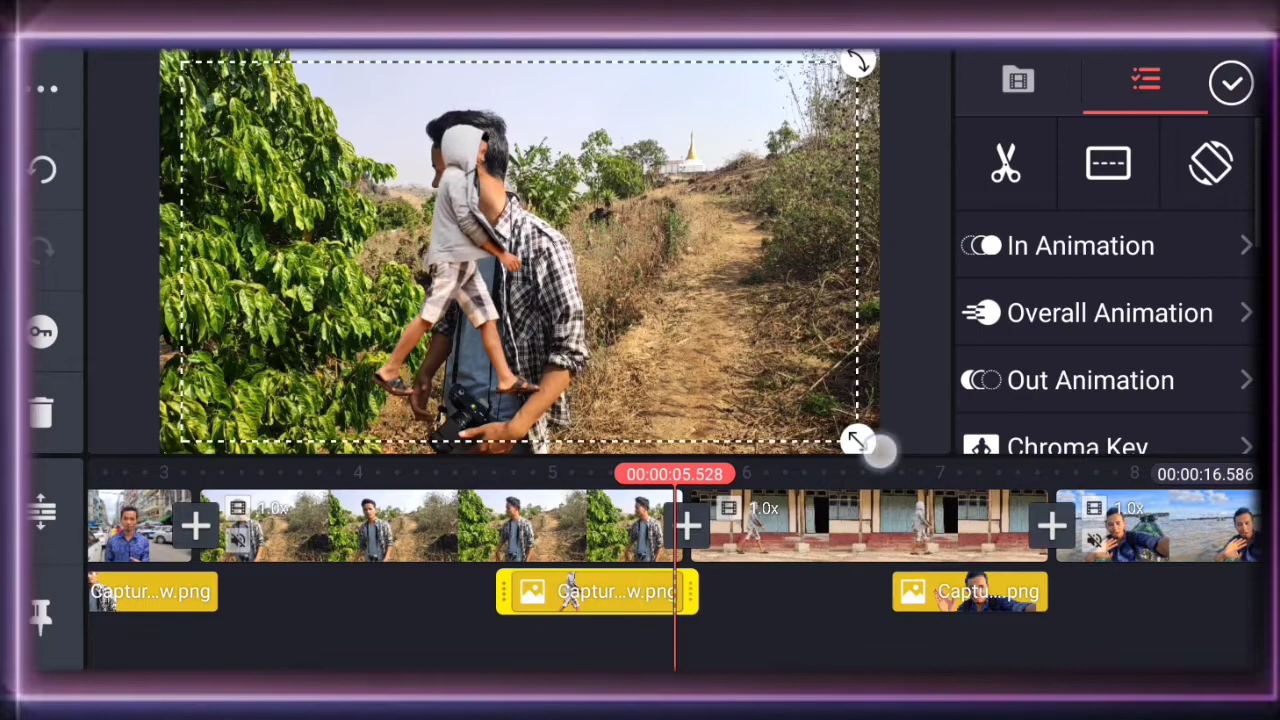 In Animation
Overall Animation
Out Animation
Chroma Key
3
4
5
00:00:05.528
6
7
8
00:00:16.586
1.0x
1.0x
1.0x
Captur...w.png
Captur...w.png
Captu....png